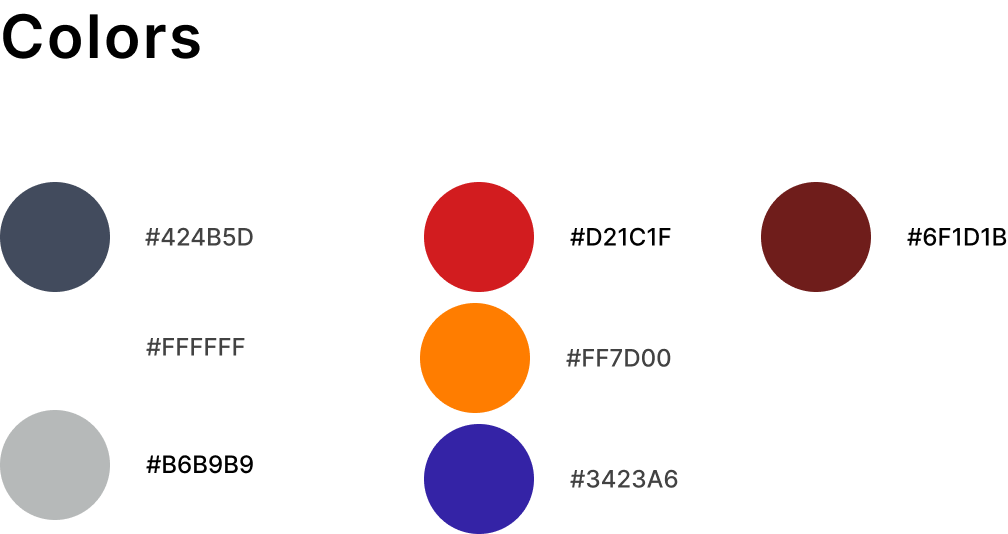 Colors
#424B5D
#FFFFFF
#B6B9B9
#D21C1F
#FF7D00
#3423A6
#6F1D1B